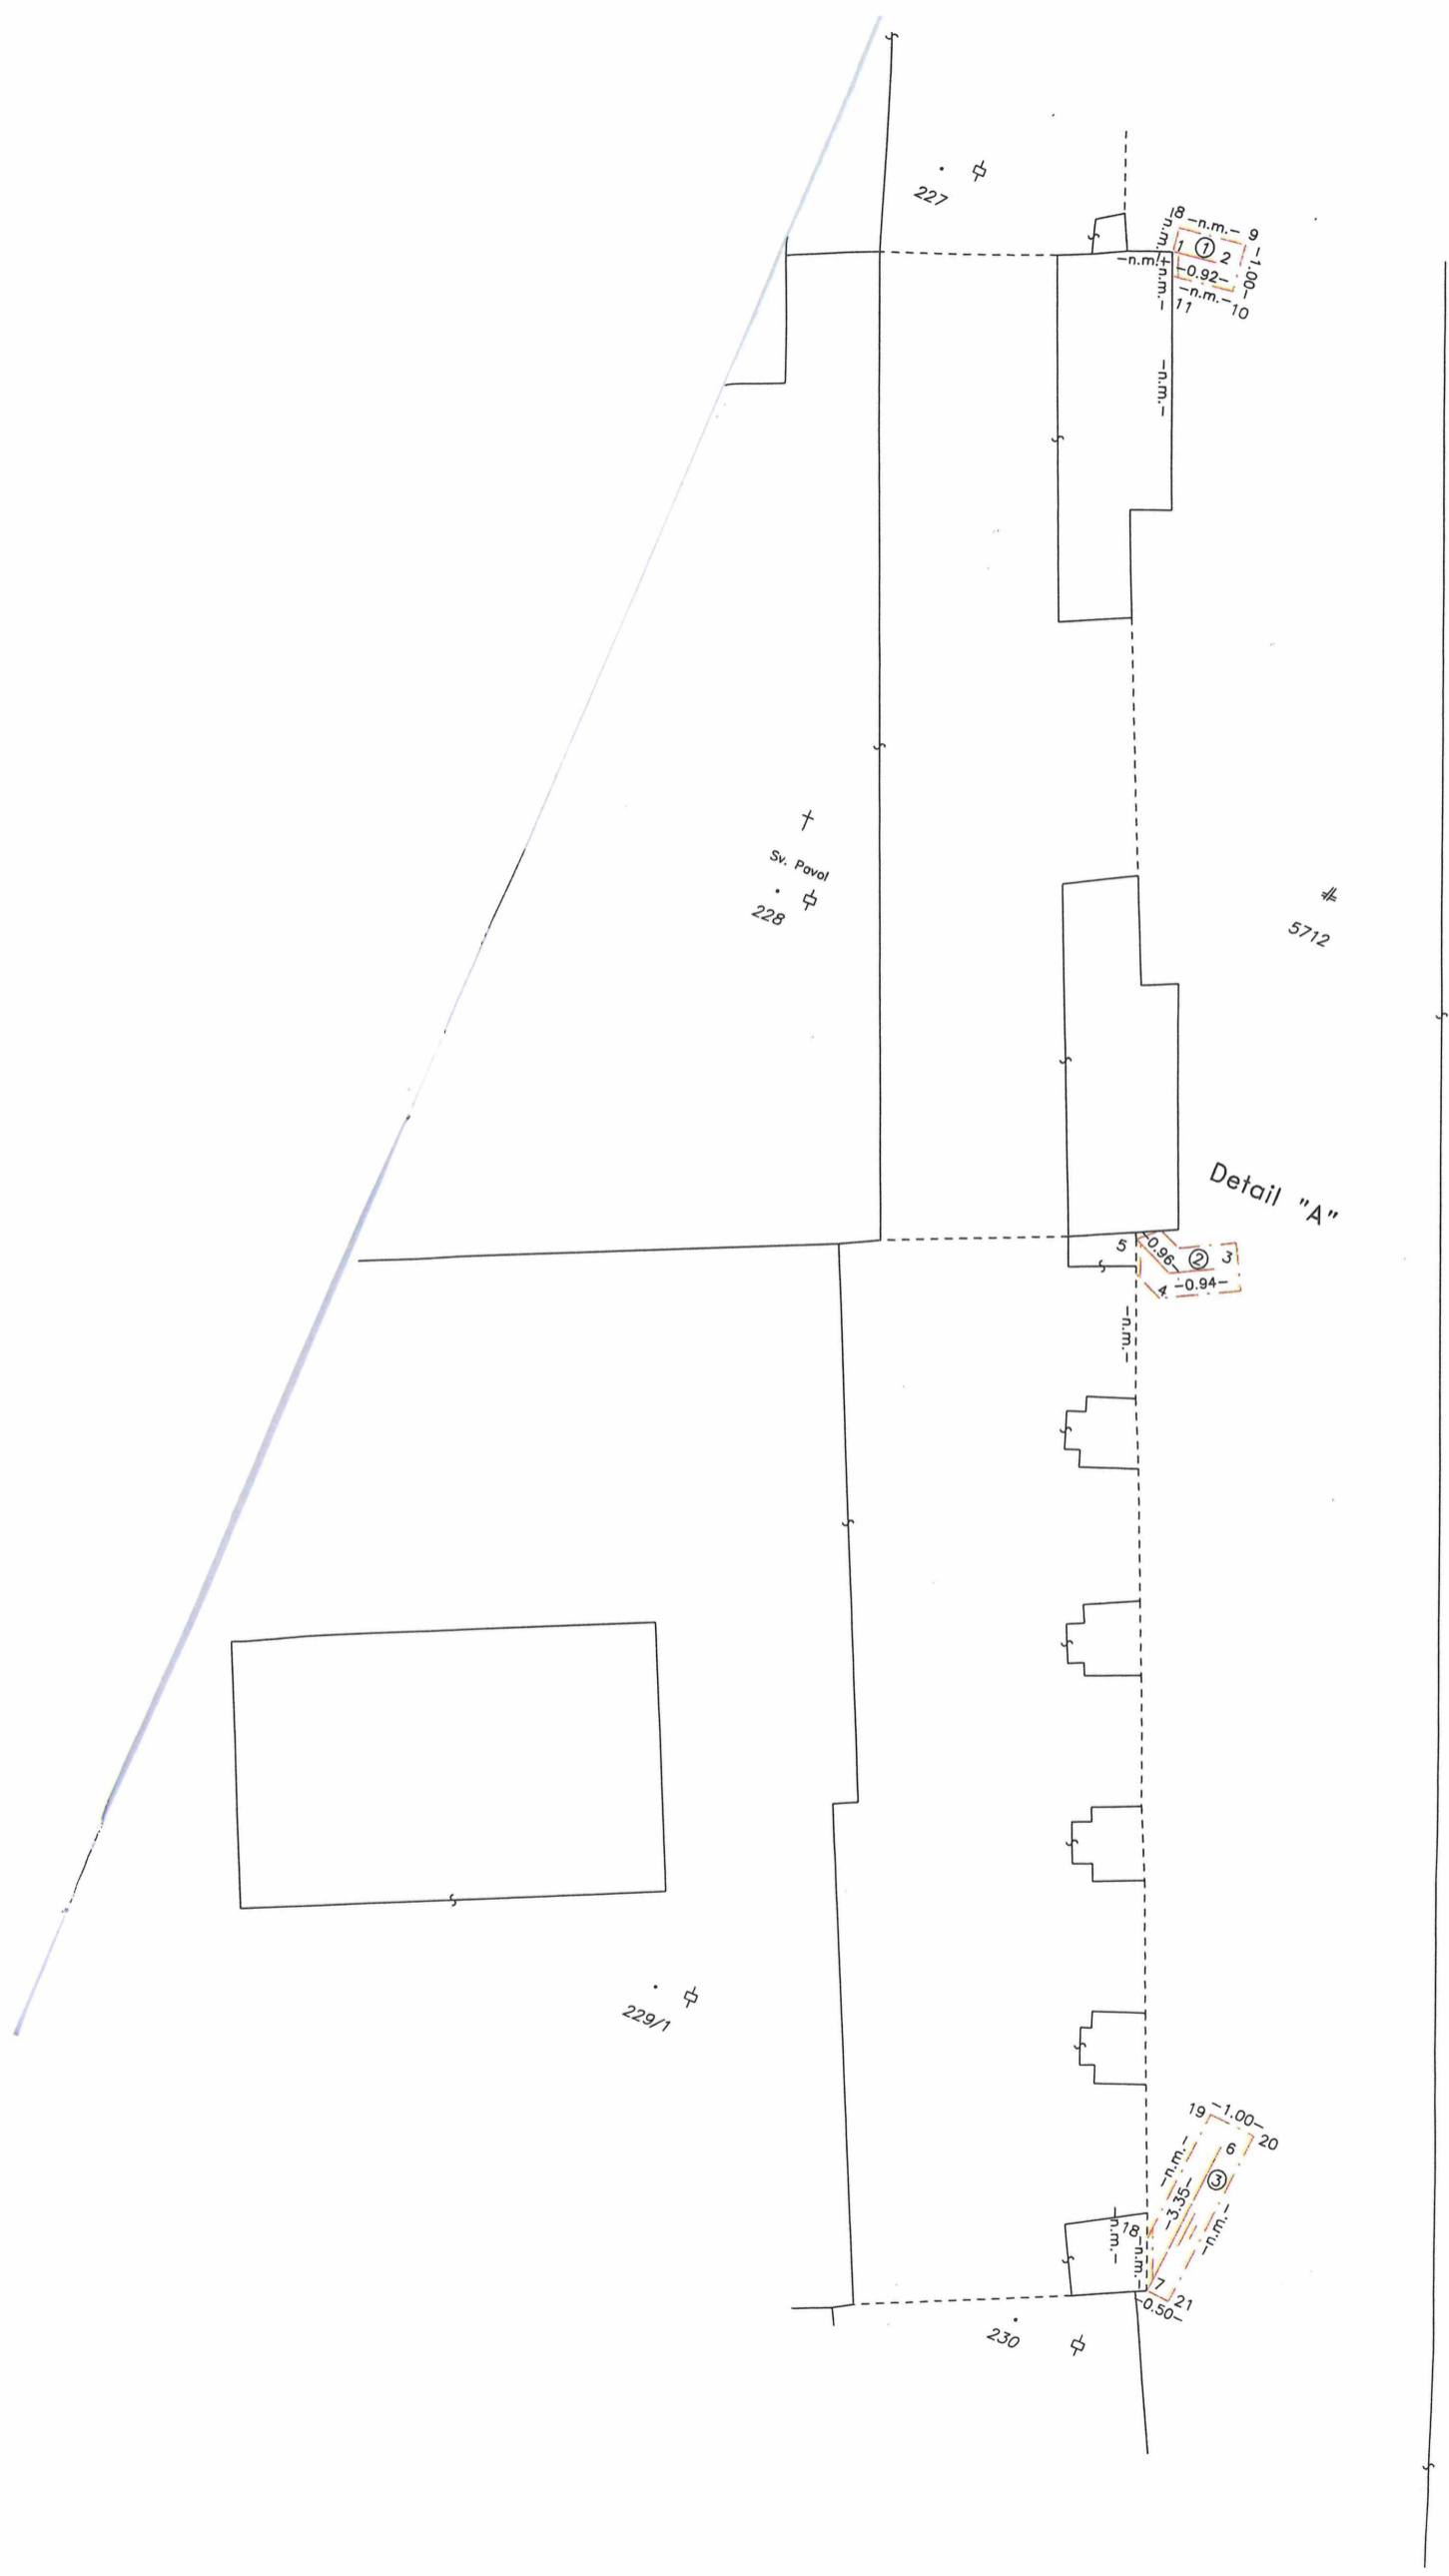 227
8 -n.m.- 9
-n.m.-
1 ① 2
-1.00-
-n.m.-
-0.92-
-n.m.-
-n.m.- 10
11
-n.m.-
Sv. Pavol
228
5712
Detail "A"
5
-0.96-
② 3
4 -0.94-
-n.m.-
229/1
19 -1.00-
20
-n.m.-
6
③
-3.35-
-n.m.-
-n.m.-
18
-n.m.-
7
21
-0.50-
230